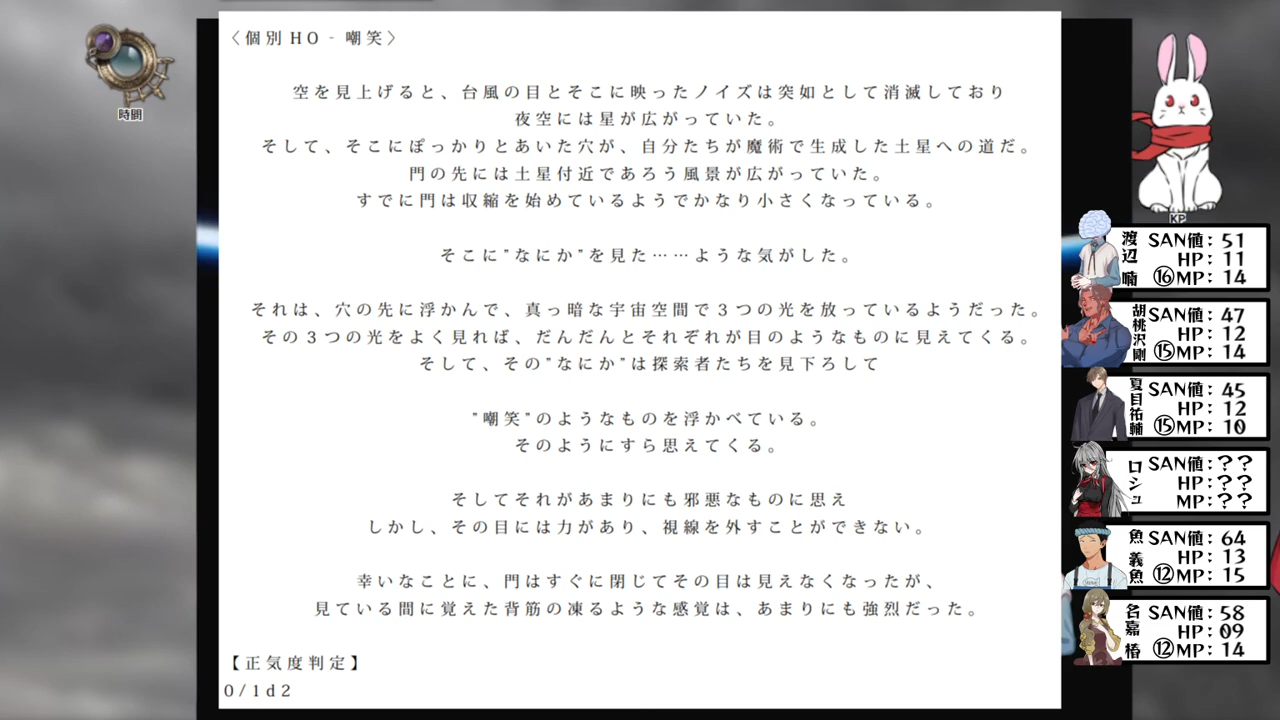 〈個別HO‐嘲笑〉
空を見上げると、台風の目とそこに映ったノイズは突如として消滅しており
夜空には星が広がっていた。
そして、そこにぽっかりとあいた穴が、自分たちが魔術で生成した土星への道だ。
門の先には土星付近であろう風景が広がっていた。
すでに門は収縮を始めているようでかなり小さくなっている。
そこに"なにか"を見た……ような気がした。
それは、穴の先に浮かんで、真っ暗な宇宙空間で３つの光を放っているようだった。
その３つの光をよく見れば、だんだんとそれぞれが目のようなものに見えてくる。
そして、その"なにか"は探索者たちを見下ろして
"嘲笑"のようなものを浮かべている。
そのようにすら思えてくる。
そしてそれがあまりにも邪悪なものに思え
しかし、その目には力があり、視線を外すことができない。
幸いなことに、門はすぐに閉じてその目は見えなくなったが、
見ている間に覚えた背筋の凍るような感覚は、あまりにも強烈だった。
【正気度判定】
0/1d2
時間
KP
渡辺 喃
SAN値：51
HP：11
⑯MP：14
胡桃沢剛
SAN値：47
HP：12
⑮MP：14
夏目祐輔
SAN値：45
HP：12
⑮MP：10
ロシュ
SAN値：??
HP：??
MP：??
魚 義魚
SAN値：64
HP：13
⑫MP：15
名嘉 椿
SAN値：58
HP：09
⑫MP：14